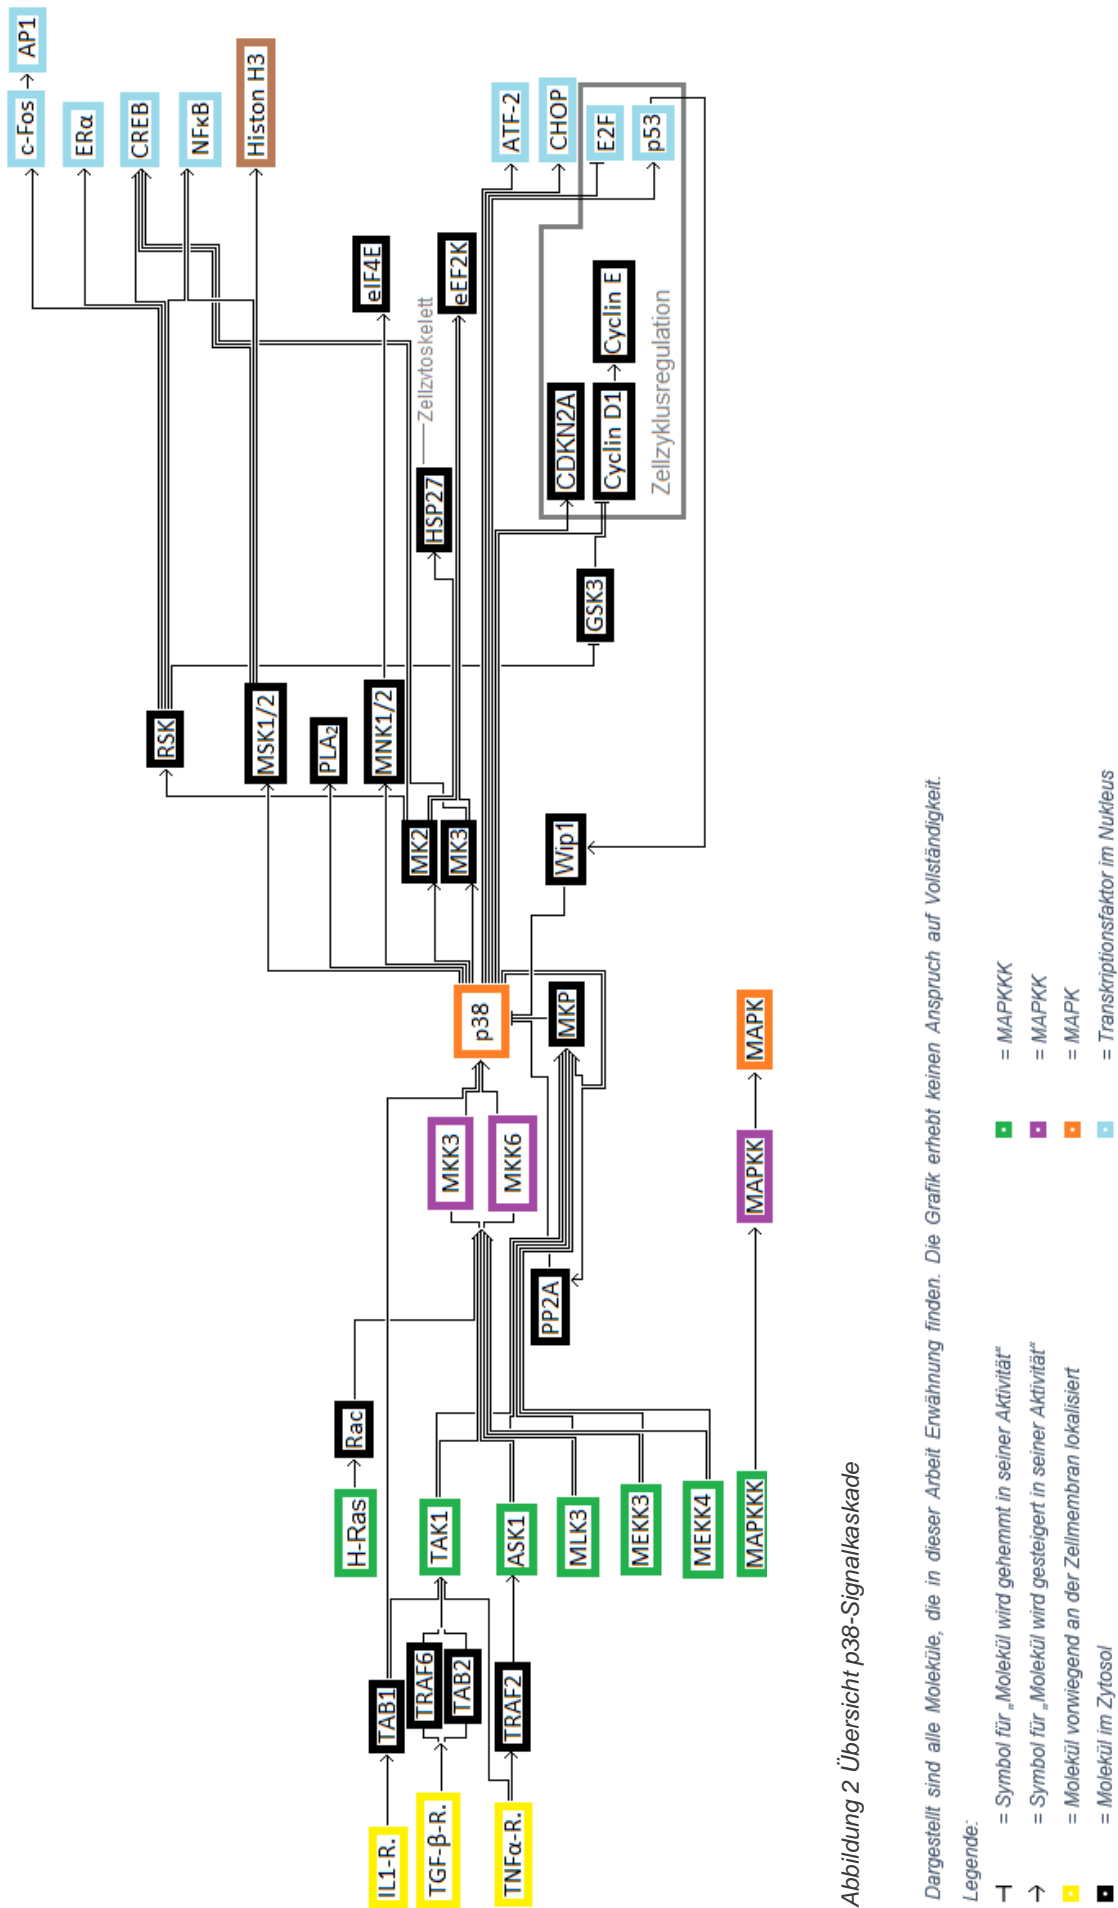 IL1-R.
TGF-β-R.
TNFα-R.
TAB1
TRAF6
TAB2
TRAF2
H-Ras
TAK1
ASK1
MLK3
MEKK3
MEKK4
MAPKKK
Rac
PP2A
MKK3
MKK6
MAPKK
p38
MKP
MAPK
MK2
MK3
Wip1
RSK
MSK1/2
PLA₂
MNK1/2
GSK3
HSP27
Zellzytoskelett
CDKN2A
Cyclin D1
Cyclin E
Zellzyklusregulation
eIF4E
eEF2K
c-Fos
AP1
ERα
CREB
NFκB
Histon H3
ATF-2
CHOP
E2F
p53
Abbildung 2 Übersicht p38-Signalkaskade
Dargestellt sind alle Moleküle, die in dieser Arbeit Erwähnung finden. Die Grafik erhebt keinen Anspruch auf Vollständigkeit.
Legende:
= Symbol für „Molekül wird gehemmt in seiner Aktivität“
= MAPKKK
= Symbol für „Molekül wird gesteigert in seiner Aktivität“
= MAPKK
= Molekül vorwiegend an der Zellmembran lokalisiert
= MAPK
= Molekül im Zytosol
= Transkriptionsfaktor im Nukleus